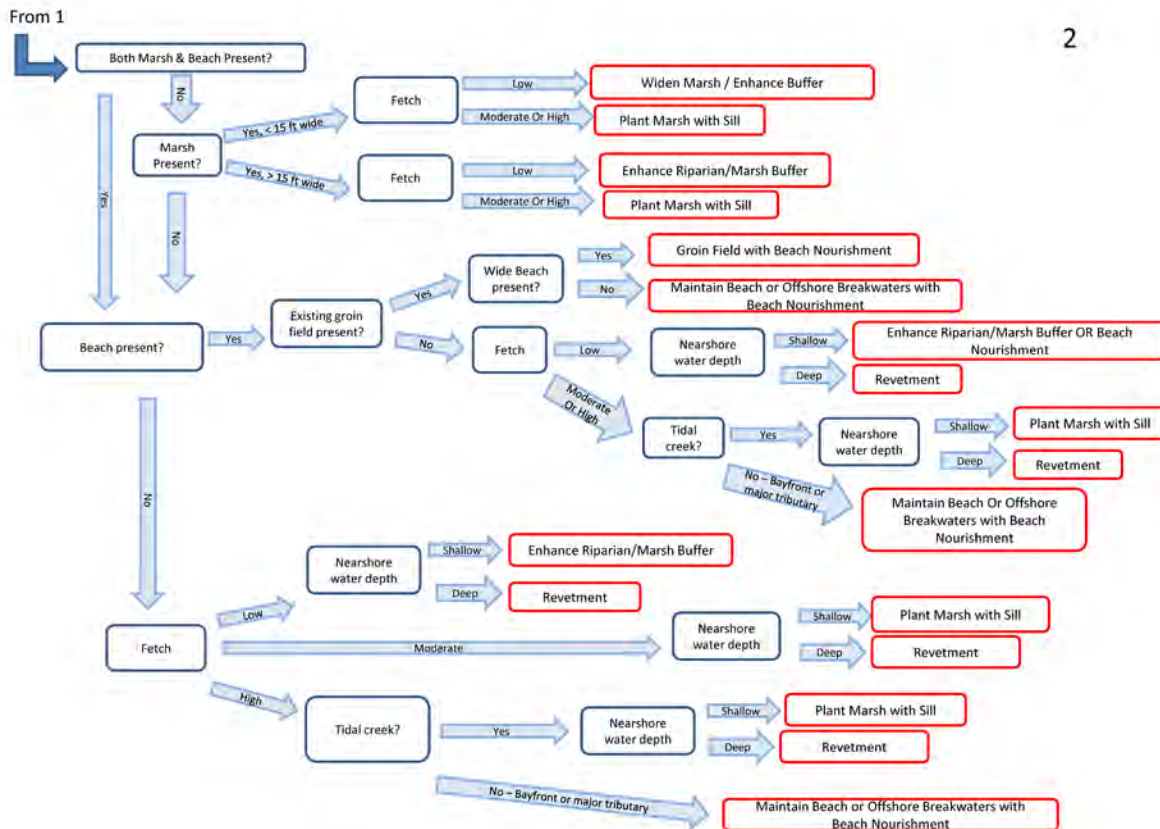 From 1
2
Both Marsh & Beach Present?
No
Yes
Marsh
Present?
Yes, < 15 ft wide
Fetch
Low
Widen Marsh / Enhance Buffer
Moderate Or High
Plant Marsh with Sill
Yes, > 15 ft wide
Fetch
Low
Enhance Riparian/Marsh Buffer
Moderate Or High
Plant Marsh with Sill
No
Beach present?
Yes
Existing groin
field present?
Yes
Wide Beach
present?
Yes
Groin Field with Beach Nourishment
No
Maintain Beach or Offshore Breakwaters with
Beach Nourishment
No
Fetch
Low
Nearshore
water depth
Shallow
Enhance Riparian/Marsh Buffer OR Beach
Nourishment
Deep
Revetment
Moderate
Or High
Tidal
creek?
Yes
Nearshore
water depth
Shallow
Plant Marsh with Sill
Deep
Revetment
No – Bayfront or
major tributary
Maintain Beach Or Offshore
Breakwaters with Beach
Nourishment
No
Fetch
Low
Nearshore
water depth
Shallow
Enhance Riparian/Marsh Buffer
Deep
Revetment
Moderate
Nearshore
water depth
Shallow
Plant Marsh with Sill
Deep
Revetment
High
Tidal creek?
Yes
Nearshore
water depth
Shallow
Plant Marsh with Sill
Deep
Revetment
No – Bayfront or major tributary
Maintain Beach or Offshore Breakwaters with
Beach Nourishment